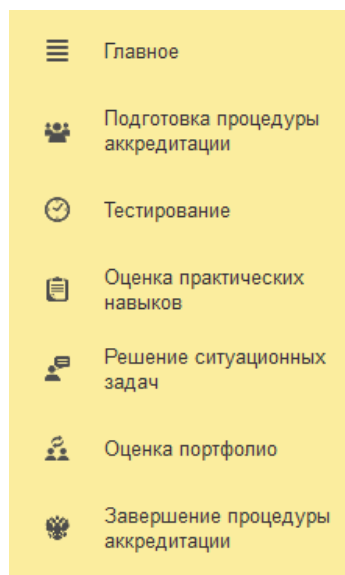 Главное
Подготовка процедуры
аккредитации
Тестирование
Оценка практических
навыков
Решение ситуационных
задач
Оценка портфолио
Завершение процедуры
аккредитации